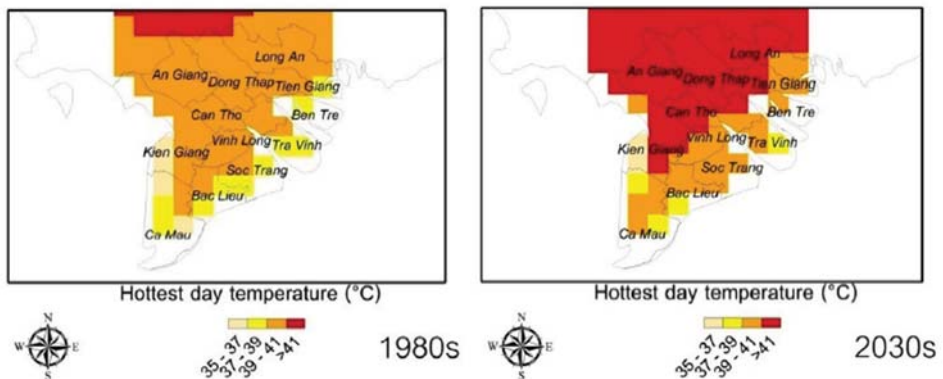 Long An
An Giang
Dong Thap
Tien Giang
Ben Tre
Can Tho
Vinh Long
Tra Vinh
Kien Giang
Soc Trang
Bac Lieu
Ca Mau
Hottest day temperature (°C)
N
W
E
S
35 - 37
37 - 39
39 - 41
>41
1980s
Long An
An Giang
Dong Thap
Tien Giang
Ben Tre
Can Tho
Vinh Long
Tra Vinh
Kien Giang
Soc Trang
Bac Lieu
Ca Mau
Hottest day temperature (°C)
N
W
E
S
35 - 37
37 - 39
39 - 41
>41
2030s